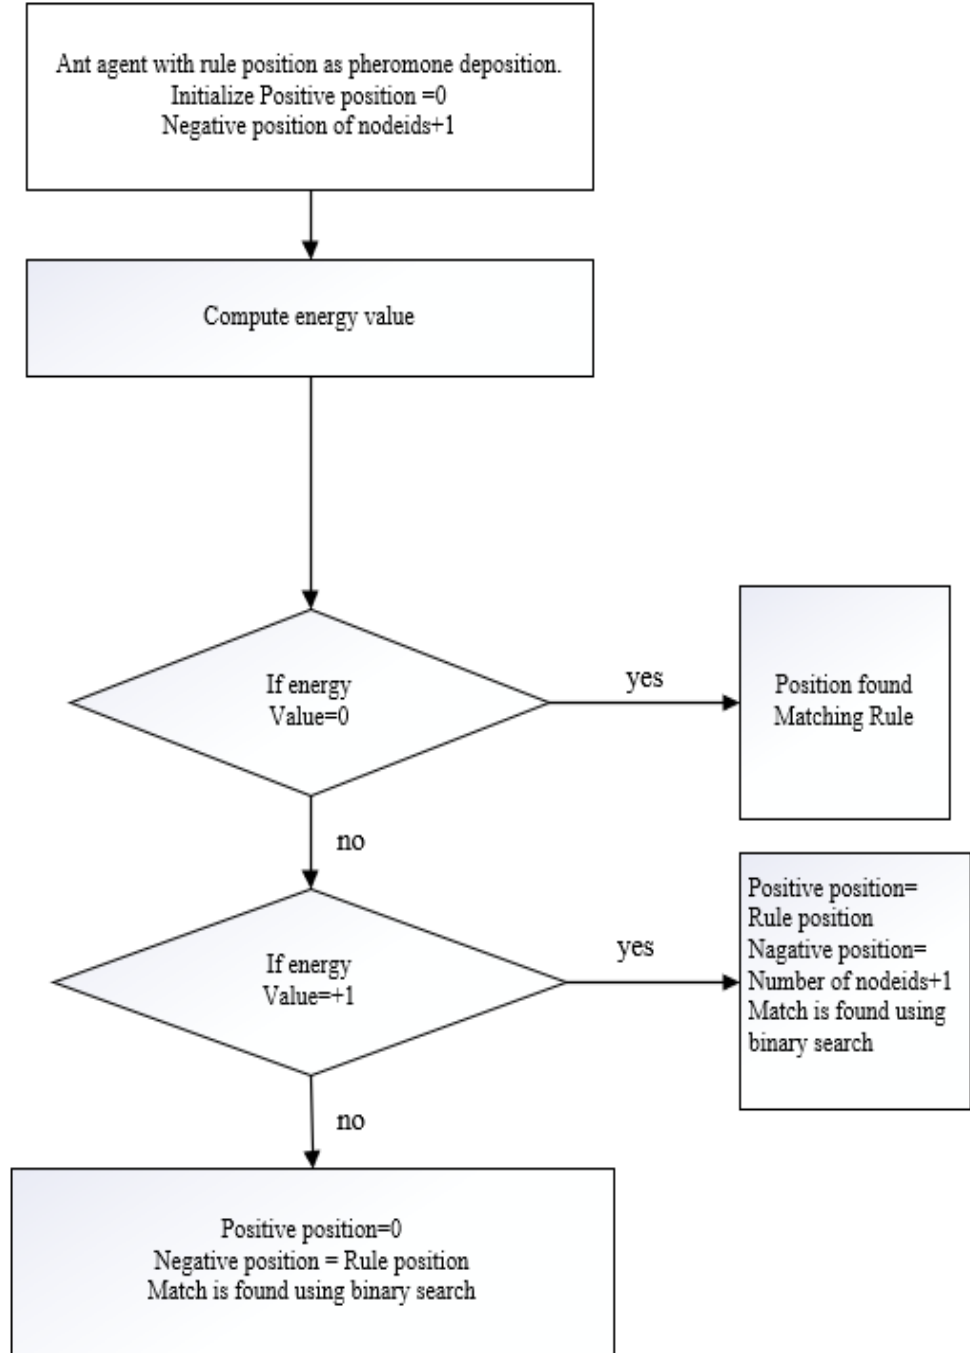 Ant agent with rule position as pheromone deposition.
Initialize Positive position =0
Negative position of nodeids+1
Compute energy value
If energy
Value=0
yes
Position found
Matching Rule
no
If energy
Value=+1
yes
Positive position=
Rule position
Nagative position=
Number of nodeids+1
Match is found using
binary search
no
Positive position=0
Negative position = Rule position
Match is found using binary search